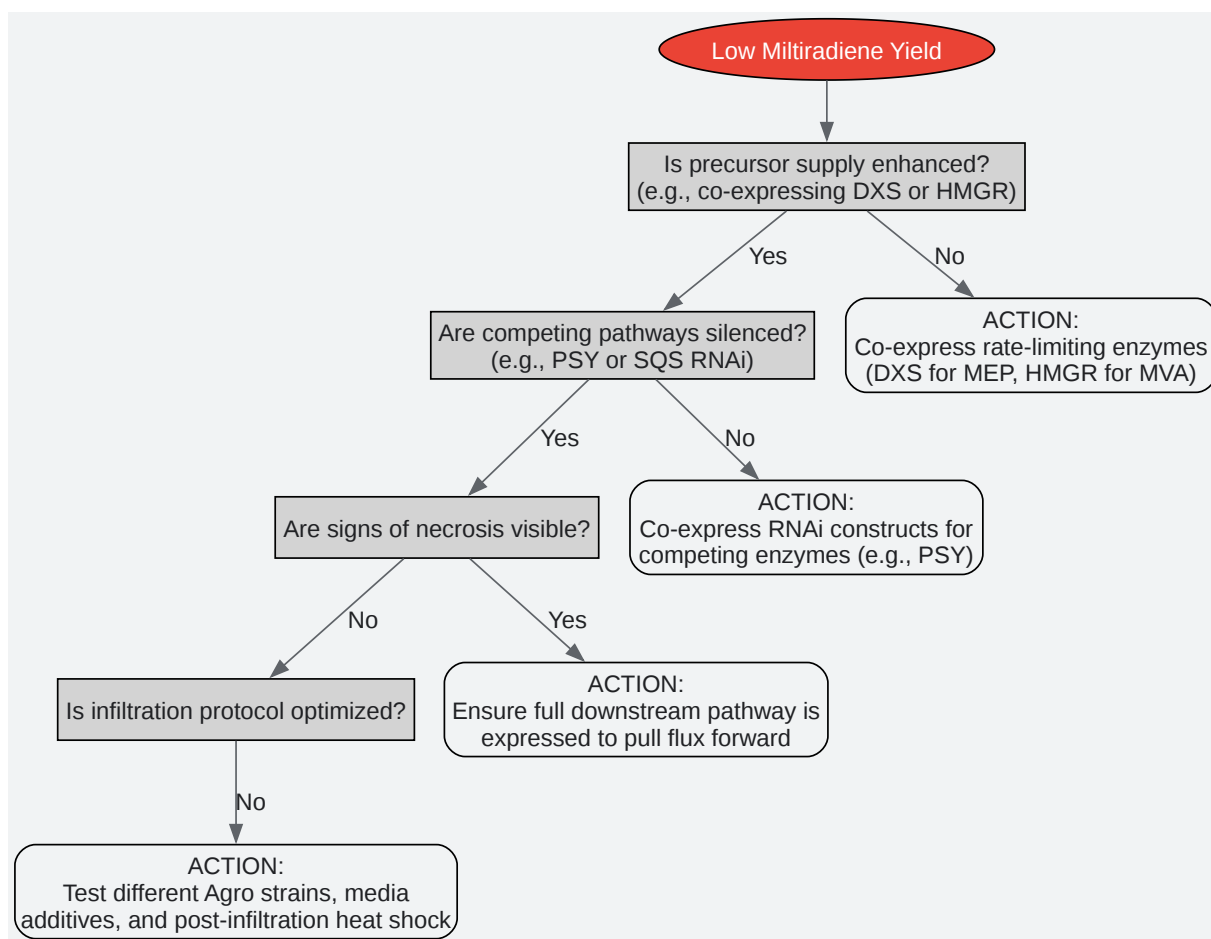 Low Miltiradiene Yield
Is precursor supply enhanced?
(e.g., co-expressing DXS or HMGR)
Yes
No
Are competing pathways silenced?
(e.g., PSY or SQS RNAi)
ACTION:
Co-express rate-limiting enzymes
(DXS for MEP, HMGR for MVA)
Yes
No
Are signs of necrosis visible?
ACTION:
Co-express RNAi constructs for
competing enzymes (e.g., PSY)
No
Yes
Is infiltration protocol optimized?
ACTION:
Ensure full downstream pathway is
expressed to pull flux forward
No
ACTION:
Test different Agro strains, media
additives, and post-infiltration heat shock